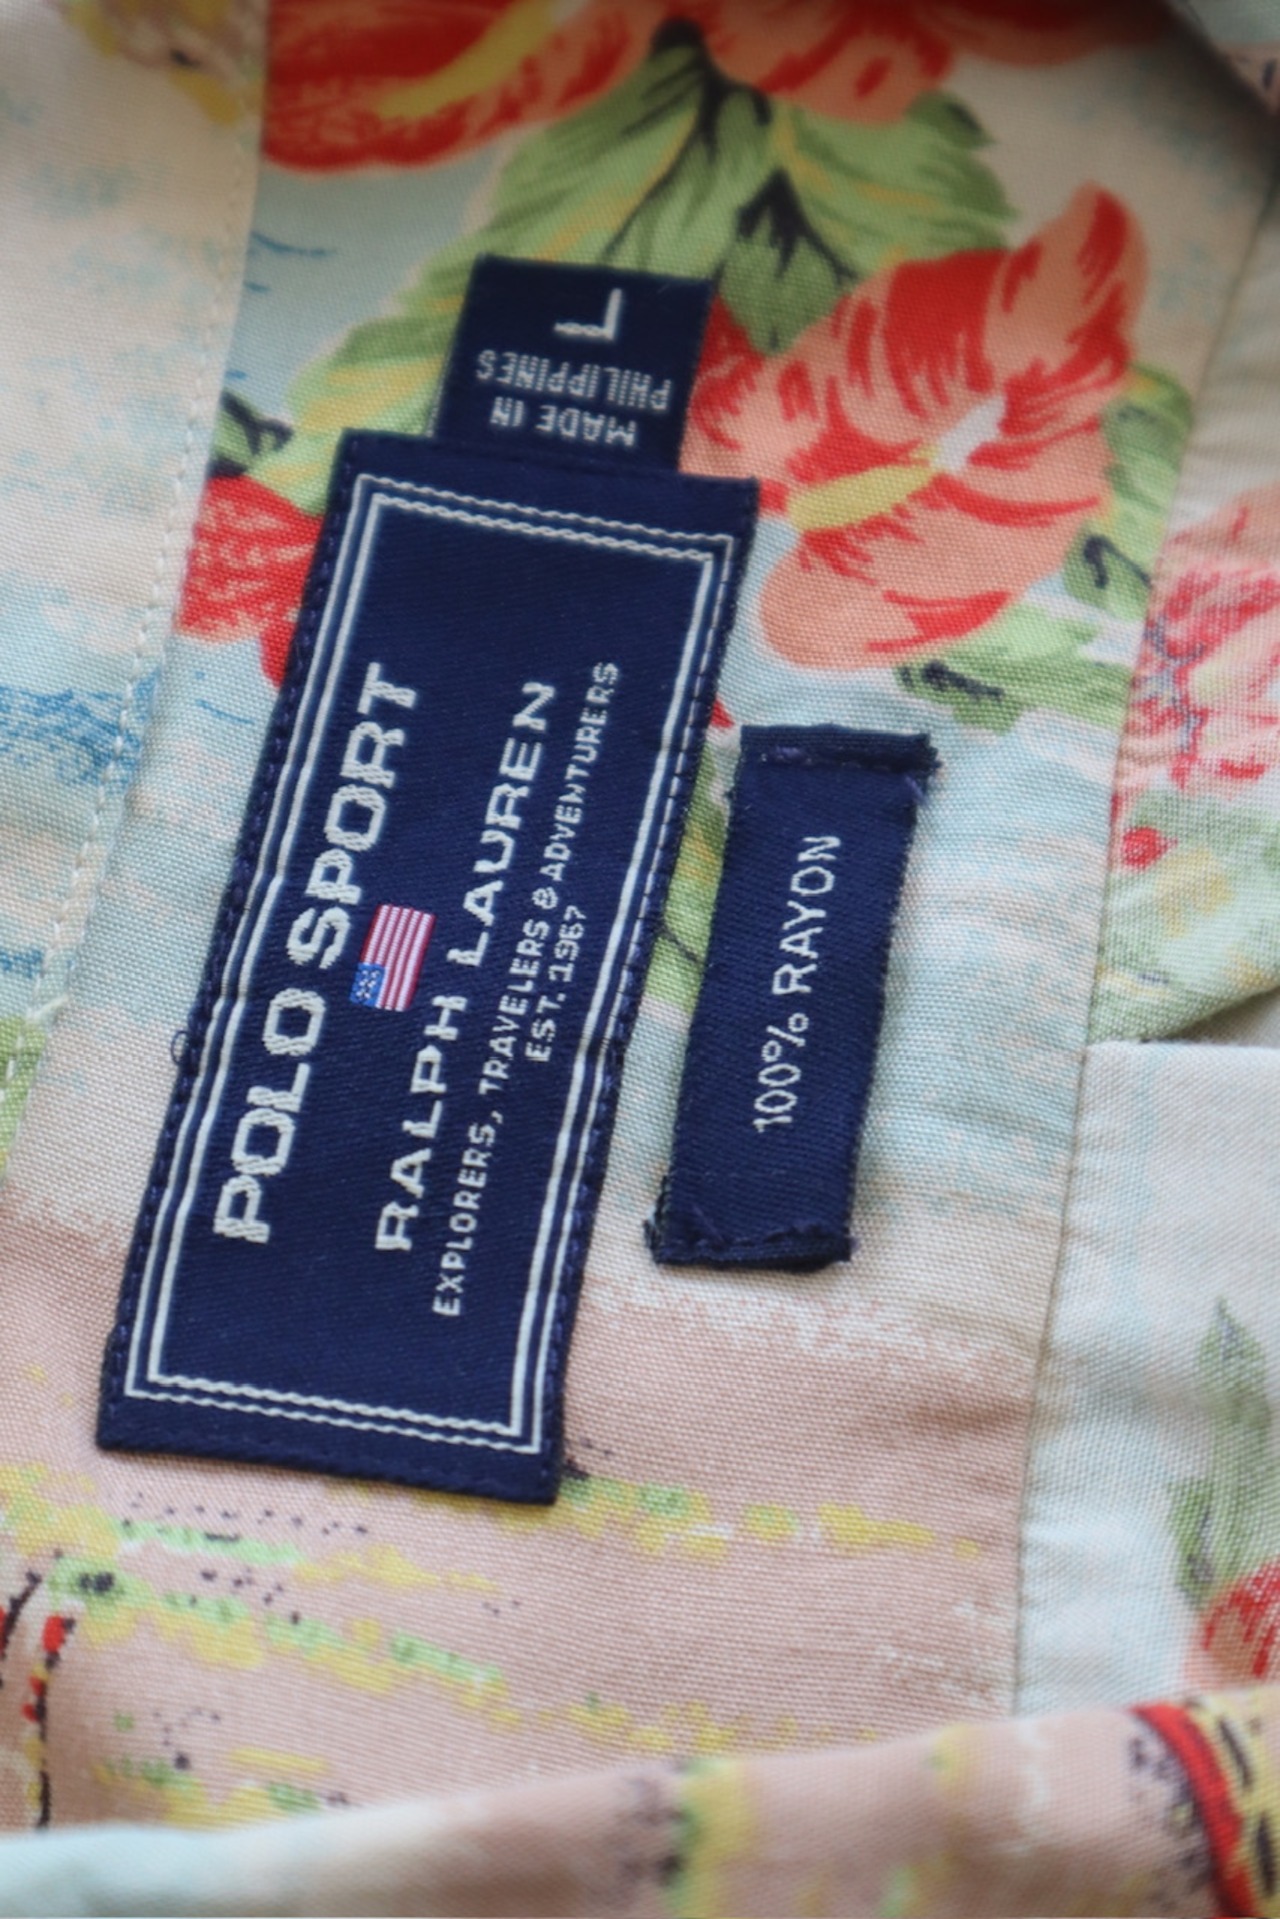 POLO SPORT
RALPH LAUREN
EXPLORERS, TRAVELERS & ADVENTURERS
EST. 1967
MADE IN
PHILIPPINES
L
100% RAYON